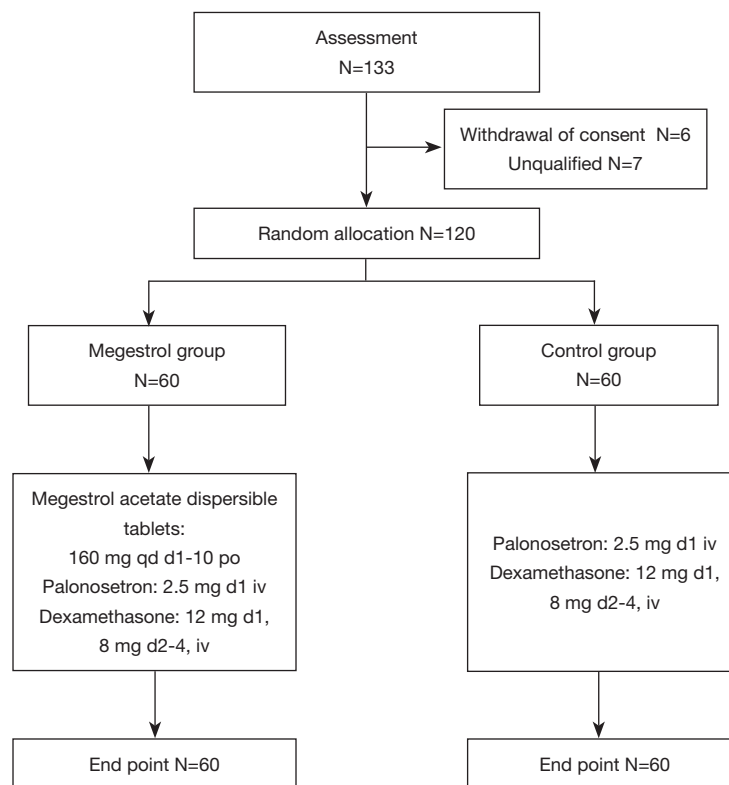 Assessment
N=133
Withdrawal of consent N=6
Unqualified N=7
Random allocation N=120
Megestrol group
N=60
Control group
N=60
Megestrol acetate dispersible
tablets:
160 mg qd d1-10 po
Palonosetron: 2.5 mg d1 iv
Dexamethasone: 12 mg d1,
8 mg d2-4, iv
Palonosetron: 2.5 mg d1 iv
Dexamethasone: 12 mg d1,
8 mg d2-4, iv
End point N=60
End point N=60